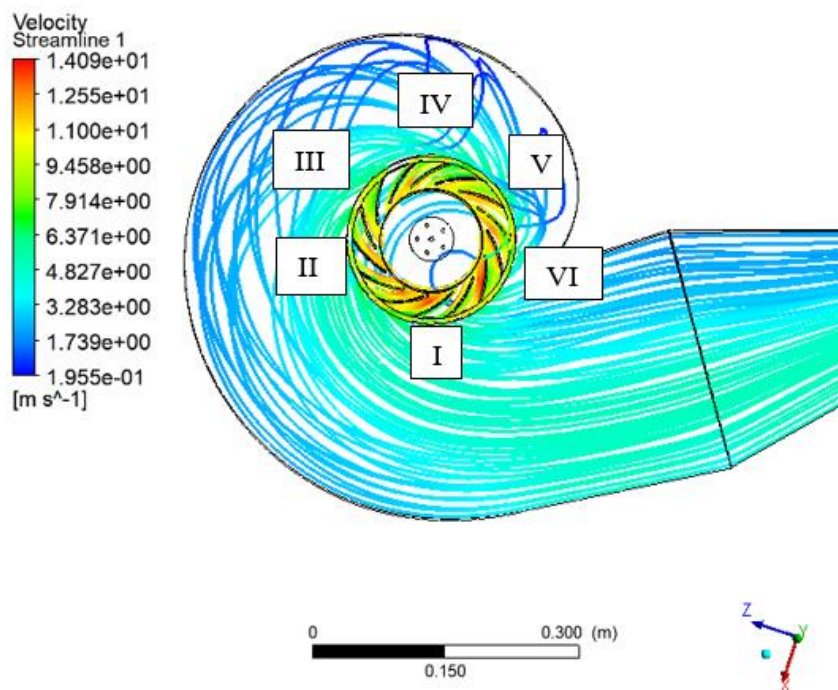 Velocity
Streamline 1
1.409e+01
1.255e+01
1.100e+01
9.458e+00
7.914e+00
6.371e+00
4.827e+00
3.283e+00
1.739e+00
1.955e-01
[m s^-1]
IV
III
V
II
VI
I
0
0.300 (m)
0.150
Z
Y
X